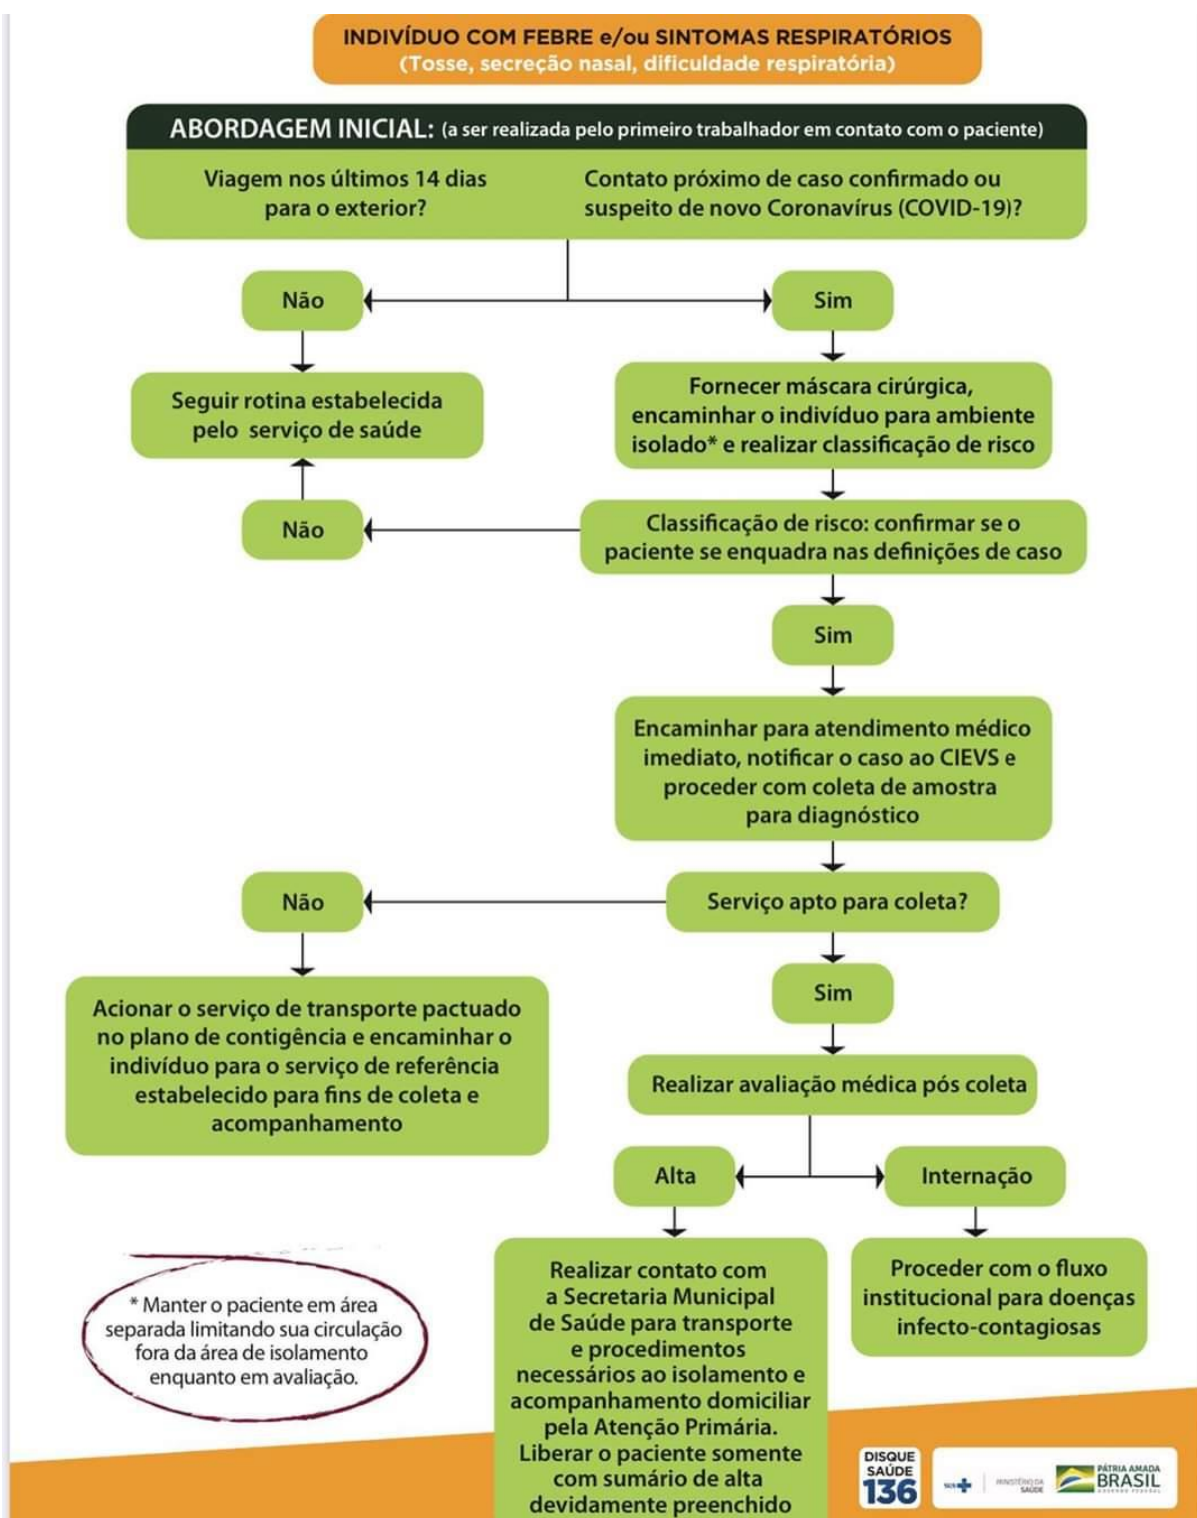 INDIVÍDUO COM FEBRE e/ou SINTOMAS RESPIRATÓRIOS
(Tosse, secreção nasal, dificuldade respiratória)
ABORDAGEM INICIAL: (a ser realizada pelo primeiro trabalhador em contato com o paciente)
Viagem nos últimos 14 dias
para o exterior?
Contato próximo de caso confirmado ou
suspeito de novo Coronavírus (COVID-19)?
Não
Sim
Seguir rotina estabelecida
pelo serviço de saúde
Fornecer máscara cirúrgica,
encaminhar o indivíduo para ambiente
isolado* e realizar classificação de risco
Não
Classificação de risco: confirmar se o
paciente se enquadra nas definições de caso
Sim
Encaminhar para atendimento médico
imediato, notificar o caso ao CIEVS e
proceder com coleta de amostra
para diagnóstico
Não
Serviço apto para coleta?
Sim
Acionar o serviço de transporte pactuado
no plano de contigência e encaminhar o
indivíduo para o serviço de referência
estabelecido para fins de coleta e
acompanhamento
Realizar avaliação médica pós coleta
Alta
Internação
Realizar contato com
a Secretaria Municipal
de Saúde para transporte
e procedimentos
necessários ao isolamento e
acompanhamento domiciliar
pela Atenção Primária.
Liberar o paciente somente
com sumário de alta
devidamente preenchido
Proceder com o fluxo
institucional para doenças
infecto-contagiosas
* Manter o paciente em área
separada limitando sua circulação
fora da área de isolamento
enquanto em avaliação.
DISQUE
SAÚDE
136
SUS
MINISTÉRIO DA
SAÚDE
PÁTRIA AMADA
BRASIL
GOVERNO FEDERAL